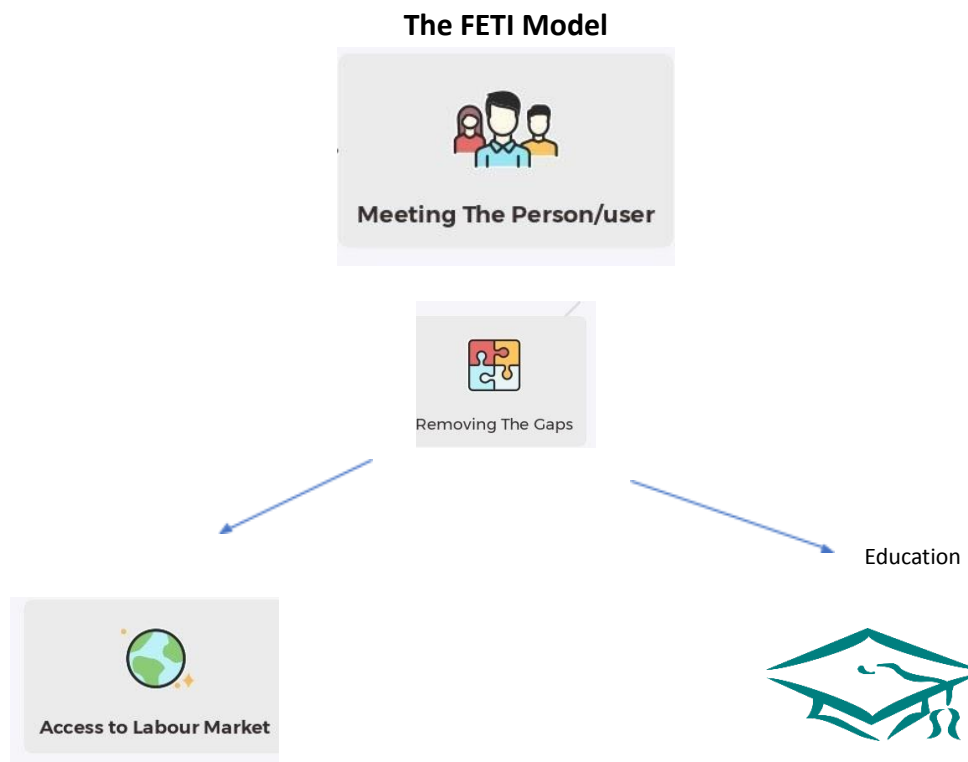 The FETI Model
Meeting The Person/user
Removing The Gaps
Education
Access to Labour Market